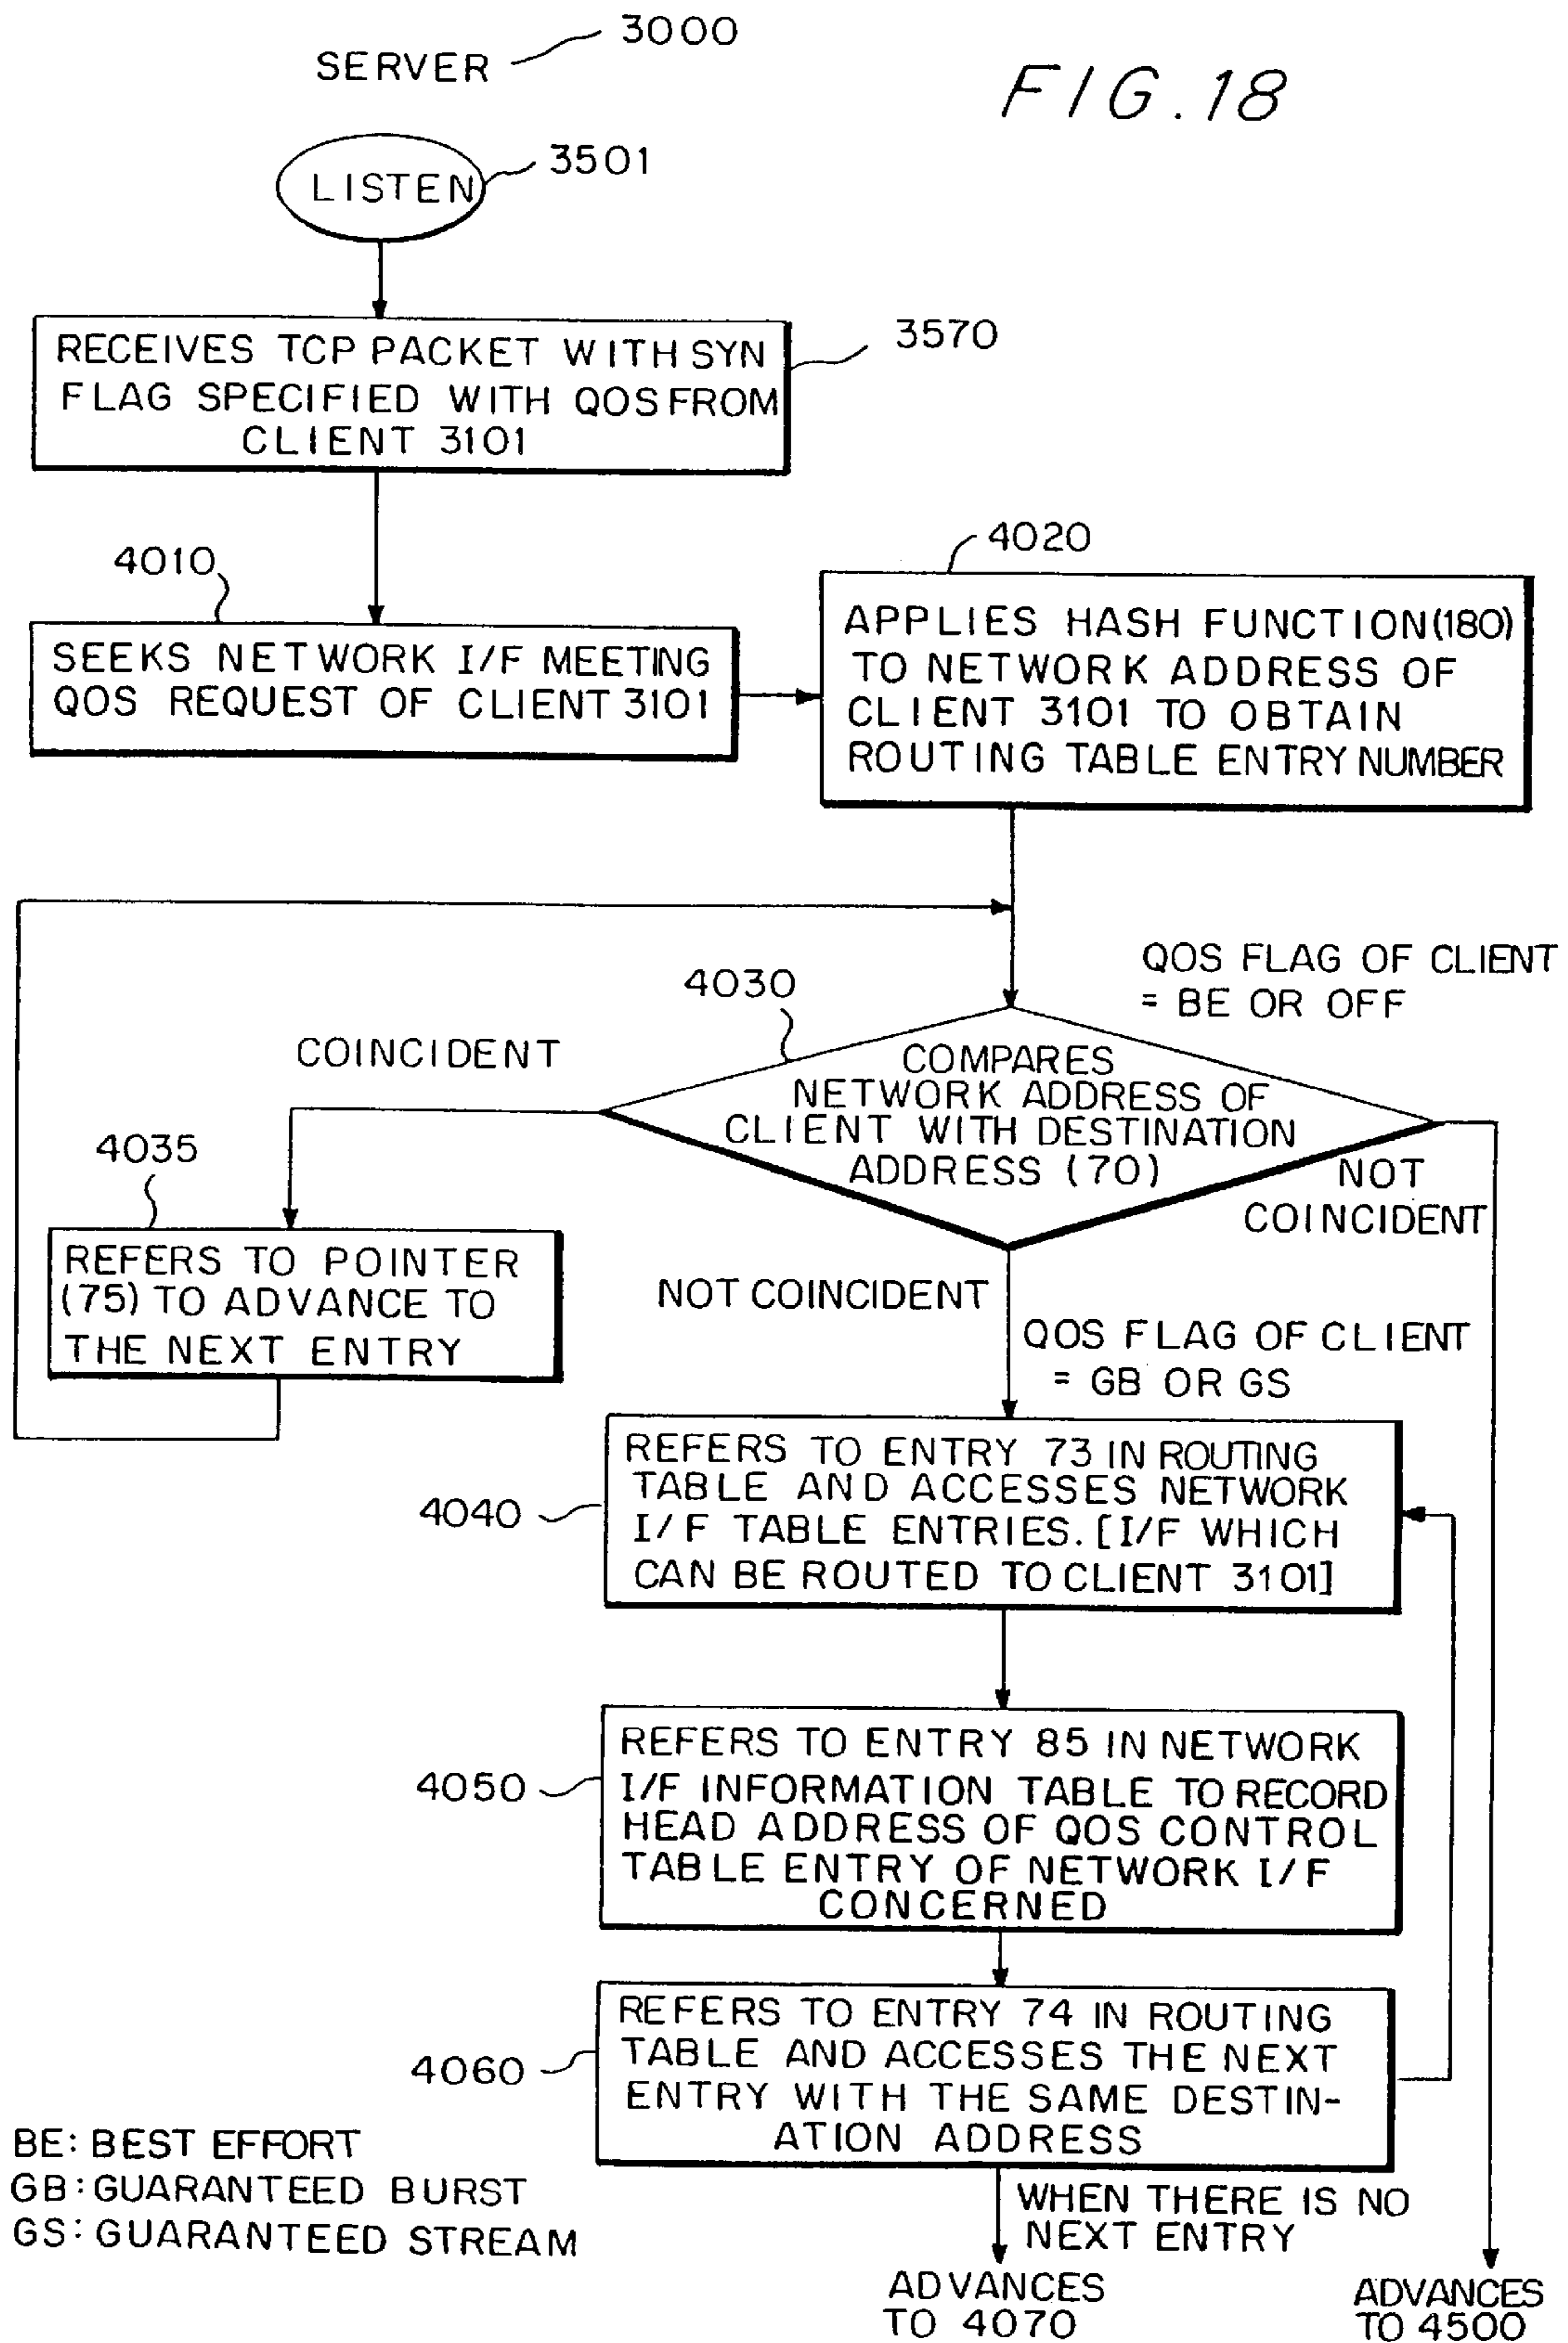 SERVER
3000
FIG.18
LISTEN
3501
RECEIVES TCP PACKET WITH SYN
FLAG SPECIFIED WITH QOS FROM
CLIENT 3101
3570
4010
SEEKS NETWORK I/F MEETING
QOS REQUEST OF CLIENT 3101
4020
APPLIES HASH FUNCTION(180)
TO NETWORK ADDRESS OF
CLIENT 3101 TO OBTAIN
ROUTING TABLE ENTRY NUMBER
QOS FLAG OF CLIENT
= BE OR OFF
4030
COINCIDENT
COMPARES
NETWORK ADDRESS OF
CLIENT WITH DESTINATION
ADDRESS (70)
NOT
COINCIDENT
4035
REFERS TO POINTER
(75) TO ADVANCE TO
THE NEXT ENTRY
NOT COINCIDENT
QOS FLAG OF CLIENT
= GB OR GS
4040
REFERS TO ENTRY 73 IN ROUTING
TABLE AND ACCESSES NETWORK
I/F TABLE ENTRIES. [I/F WHICH
CAN BE ROUTED TO CLIENT 3101]
4050
REFERS TO ENTRY 85 IN NETWORK
I/F INFORMATION TABLE TO RECORD
HEAD ADDRESS OF QOS CONTROL
TABLE ENTRY OF NETWORK I/F
CONCERNED
4060
REFERS TO ENTRY 74 IN ROUTING
TABLE AND ACCESSES THE NEXT
ENTRY WITH THE SAME DESTIN-
ATION ADDRESS
BE: BEST EFFORT
GB: GUARANTEED BURST
GS: GUARANTEED STREAM
WHEN THERE IS NO
NEXT ENTRY
ADVANCES
TO 4070
ADVANCES
TO 4500